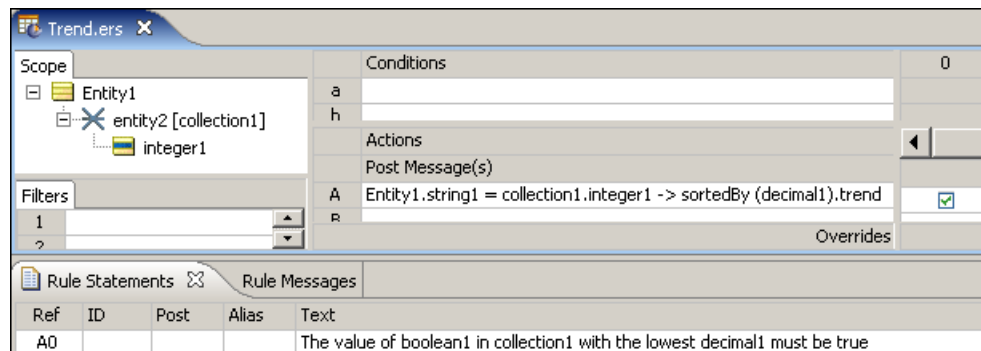 Trend.ers
Scope
Entity1
entity2 [collection1]
integer1
Filters
1
2
Conditions
0
a
b
Actions
Post Message(s)
A
Entity1.string1 = collection1.integer1 -> sortedBy (decimal1).trend
B
Overrides
Rule Statements
Rule Messages
Ref ID Post Alias Text
A0 The value of boolean1 in collection1 with the lowest decimal1 must be true